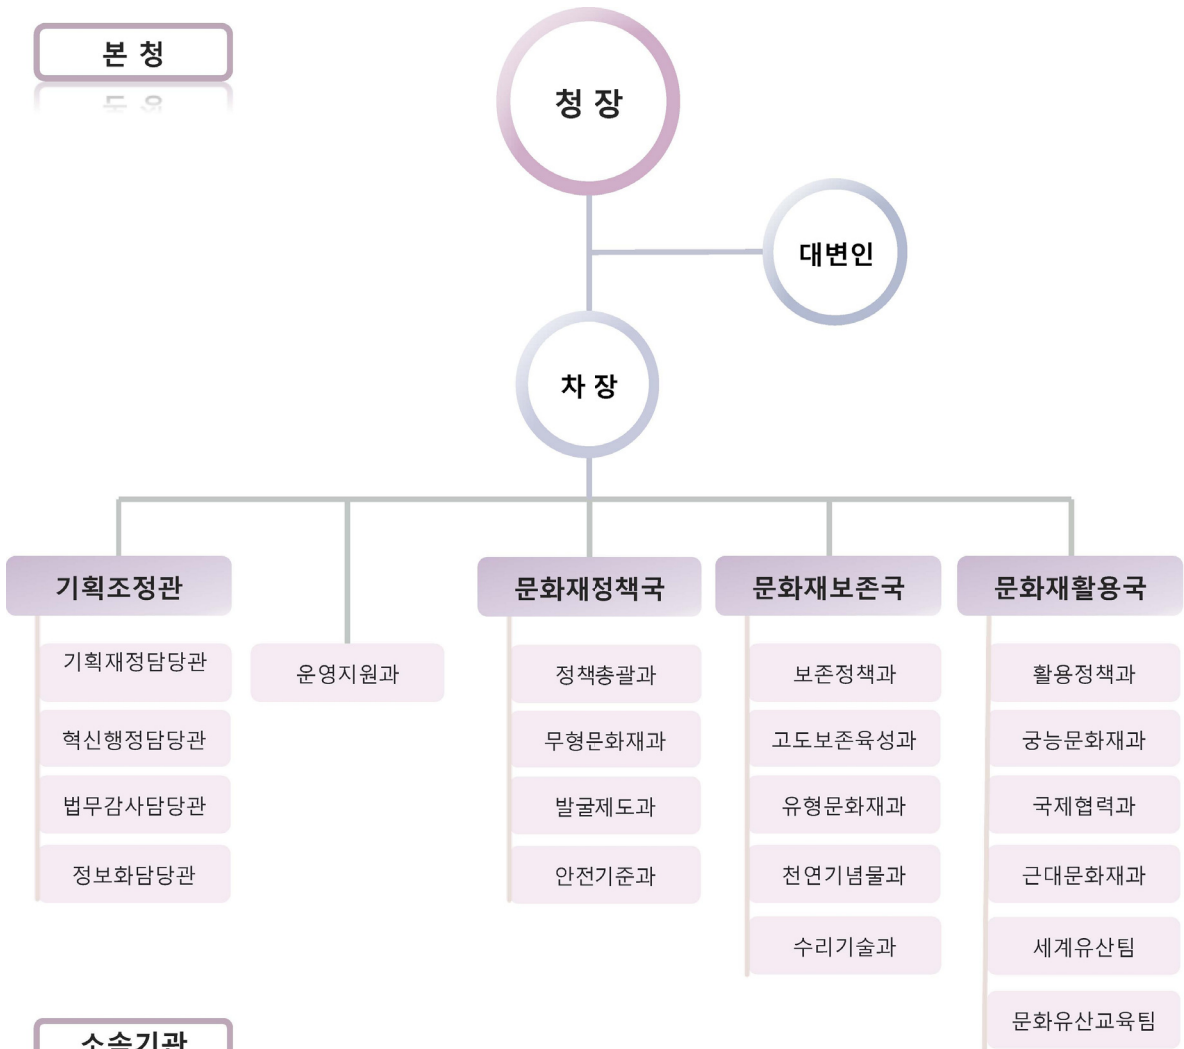 본 청
청 장
대변인
차 장
기획조정관
기획재정담당관
혁신행정담당관
법무감사담당관
정보화담당관
운영지원과
문화재정책국
정책총괄과
무형문화재과
발굴제도과
안전기준과
문화재보존국
보존정책과
고도보존육성과
유형문화재과
천연기념물과
수리기술과
문화재활용국
활용정책과
궁능문화재과
국제협력과
근대문화재과
세계유산팀
문화유산교육팀
소속기관